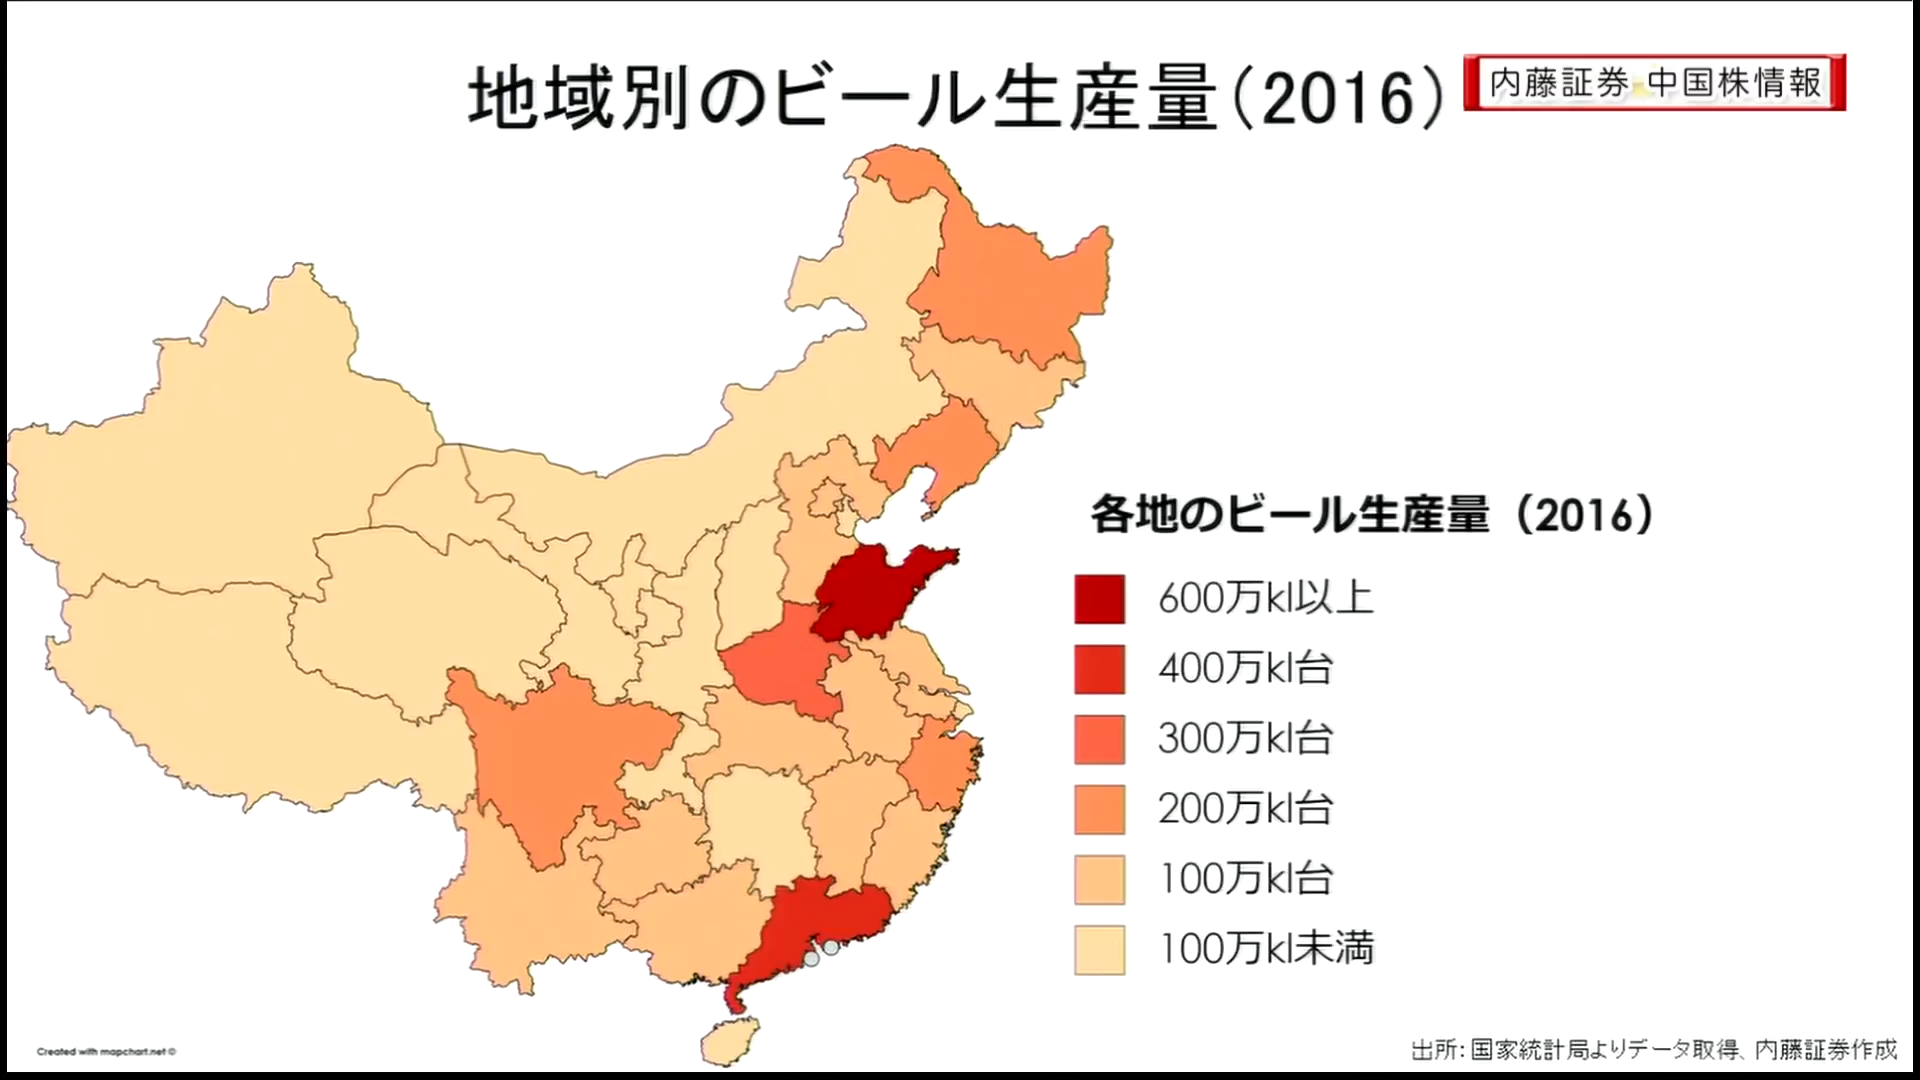 地域別のビール生産量（2016）
内藤証券 中国株情報
各地のビール生産量（2016）
600万kl以上
400万kl台
300万kl台
200万kl台
100万kl台
100万kl未満
Created with mapchart.net ©
出所：国家統計局よりデータ取得、内藤証券作成